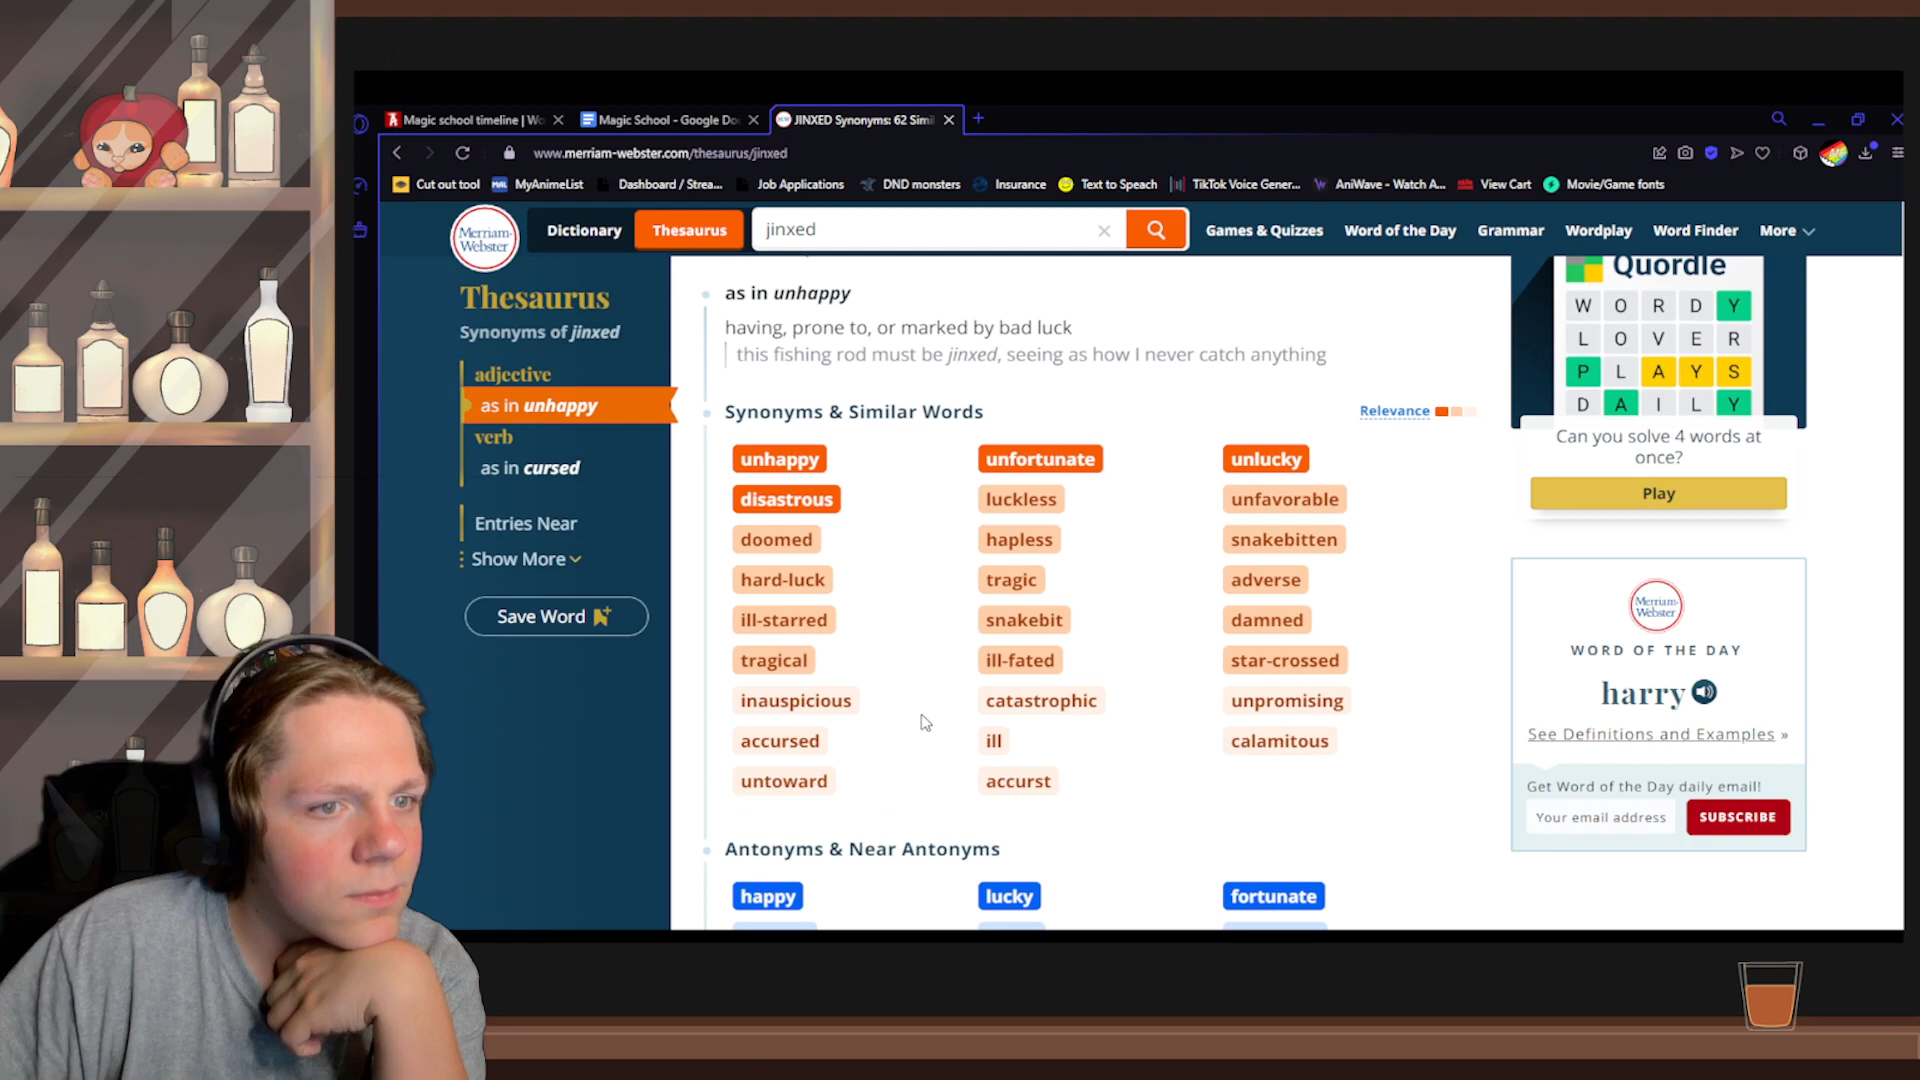 Magic school timeline | Wo
Magic School - Google Do
JINXED Synonyms: 62 Simil
www.merriam-webster.com/thesaurus/jinxed
Cut out tool
MAL MyAnimeList
Dashboard / Strea...
Job Applications
DND monsters
Insurance
Text to Speech
TikTok Voice Gener...
AniWave - Watch A...
View Cart
Movie/Game fonts
Merriam-
Webster
Dictionary
Thesaurus
jinxed
Games & Quizzes
Word of the Day
Grammar
Wordplay
Word Finder
More
Thesaurus
Synonyms of jinxed
adjective
as in unhappy
verb
as in cursed
Entries Near
Show More
Save Word
as in unhappy
having, prone to, or marked by bad luck
this fishing rod must be jinxed, seeing as how I never catch anything
Synonyms & Similar Words
Relevance
unhappy unfortunate unlucky
disastrous luckless unfavorable
doomed hapless snakebitten
hard-luck tragic adverse
ill-starred snakebit damned
tragical ill-fated star-crossed
inauspicious catastrophic unpromising
accursed ill calamitous
untoward accurst
Antonyms & Near Antonyms
happy lucky fortunate
Quordle
W O R D Y
L O V E R
P L A Y S
D A I L Y
Can you solve 4 words at
once?
Play
Merriam-
Webster
WORD OF THE DAY
harry
See Definitions and Examples »
Get Word of the Day daily email!
Your email address
SUBSCRIBE